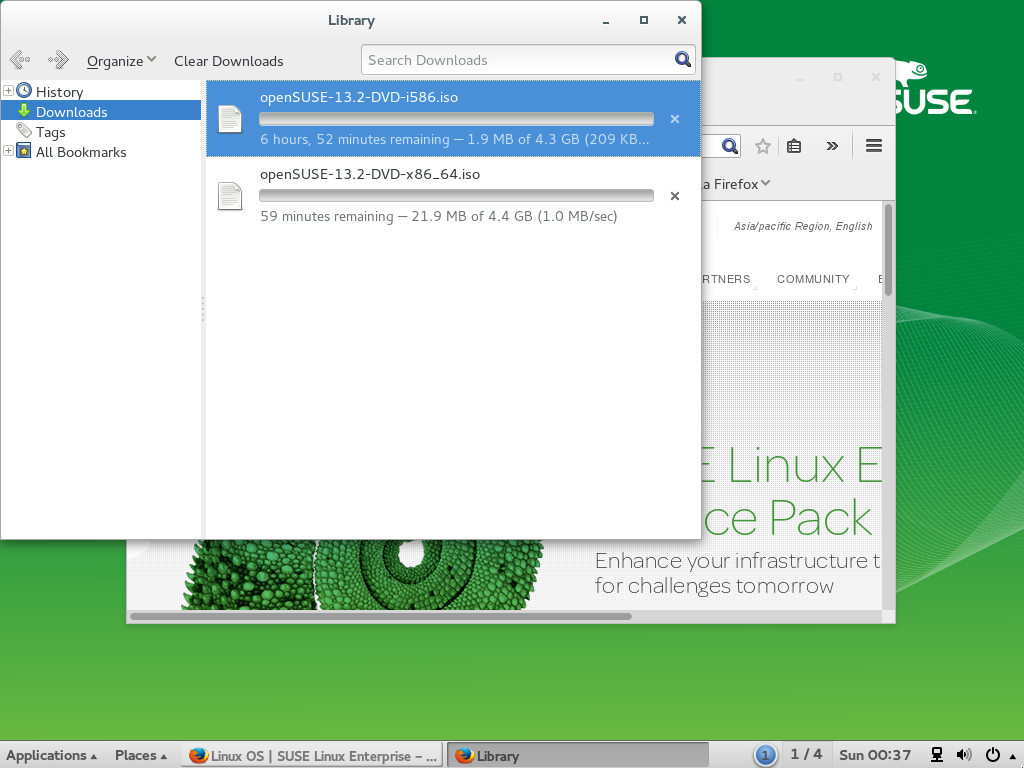 Library
Organize
Clear Downloads
Search Downloads
History
Downloads
Tags
All Bookmarks
openSUSE-13.2-DVD-i586.iso
6 hours, 52 minutes remaining — 1.9 MB of 4.3 GB (209 KB...
openSUSE-13.2-DVD-x86_64.iso
59 minutes remaining — 21.9 MB of 4.4 GB (1.0 MB/sec)
SUSE
Firefox
Asia/pacific Region, English
COMMUNITY
Linux
Pack
Enhance your infrastructure
for challenges tomorrow
Applications
Places
Linux OS | SUSE Linux Enterprise – ...
Library
1
1 / 4
Sun 00:37